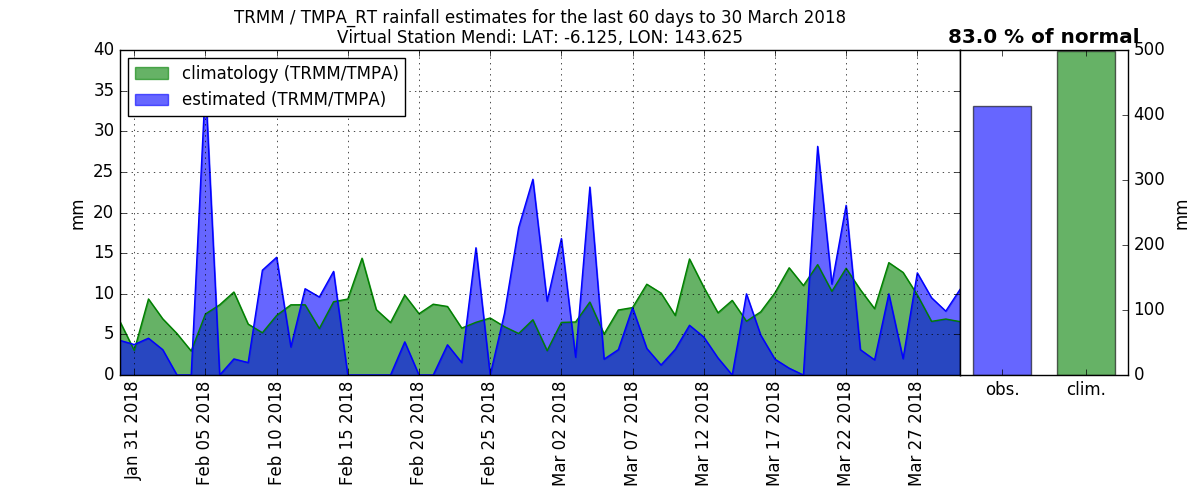 TRMM / TMPA_RT rainfall estimates for the last 60 days to 30 March 2018
Virtual Station Mendi: LAT: -6.125, LON: 143.625
83.0 % of normal
climatology (TRMM/TMPA)
estimated (TRMM/TMPA)
mm
40
35
30
25
20
15
10
5
0
Jan 31 2018
Feb 05 2018
Feb 10 2018
Feb 15 2018
Feb 20 2018
Feb 25 2018
Mar 02 2018
Mar 07 2018
Mar 12 2018
Mar 17 2018
Mar 22 2018
Mar 27 2018
500
400
300
200
100
0
mm
obs.
clim.